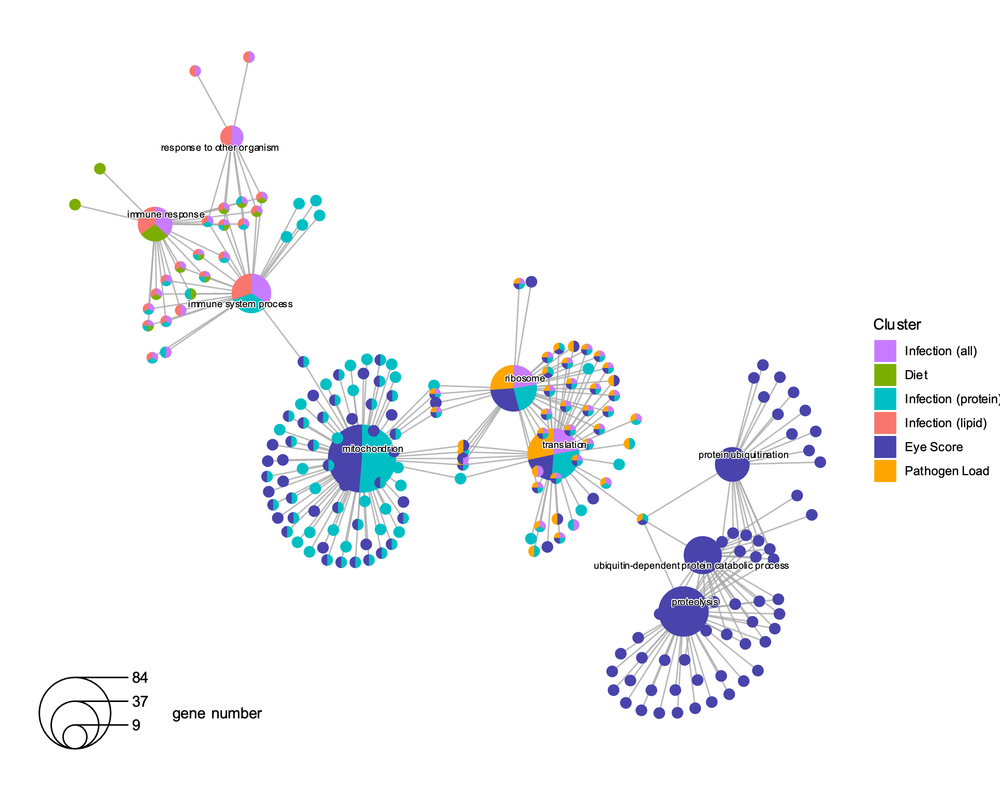 response to other organism
immune response
immune system process
ribosome
mitochondrion
translation
protein ubiquitination
ubiquitin-dependent protein catabolic process
proteolysis
Cluster
Infection (all)
Diet
Infection (protein)
Infection (lipid)
Eye Score
Pathogen Load
84
37
9
gene number